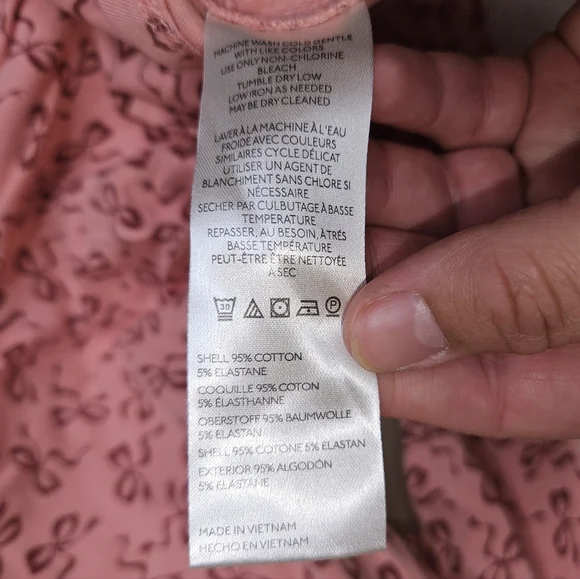 MACHINE WASH COLD GENTLE
WITH LIKE COLORS
USE ONLY NON-CHLORINE
BLEACH
TUMBLE DRY LOW
LOW IRON AS NEEDED
MAY BE DRY CLEANED
LAVER À LA MACHINE À L'EAU
FROIDE AVEC COULEURS
SIMILAIRES CYCLE DÉLICAT
UTILISER UN AGENT DE
BLANCHIMENT SANS CHLORE SI
NÉCESSAIRE
SECHER PAR CULBUTAGE À BASSE
TEMPERATURE
REPASSER, AU BESOIN, À TRÉS
BASSE TEMPÉRATURE
PEUT-ÊTRE ÊTRE NETTOYÉE
A SEC
30 P
SHELL 95% COTTON
5% ELASTANE
COQUILLE 95% COTON
5% ÉLASTHANNE
OBERSTOFF 95% BAUMWOLLE
5% ELASTAN
SHELL 95% COTONE 5% ELASTAN
EXTERIOR 95% ALGODÓN
5% ELASTANE
MADE IN VIETNAM
HECHO EN VIETNAM